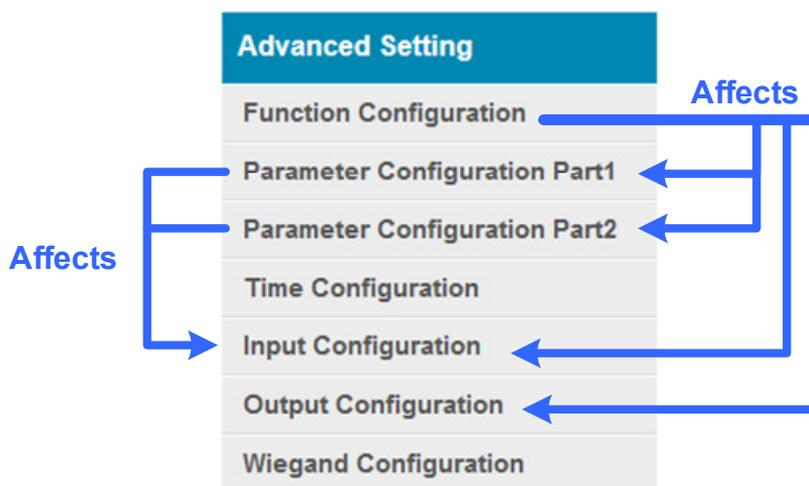 Advanced Setting
Function Configuration
Affects
Parameter Configuration Part1
Parameter Configuration Part2
Affects
Time Configuration
Input Configuration
Output Configuration
Wiegand Configuration